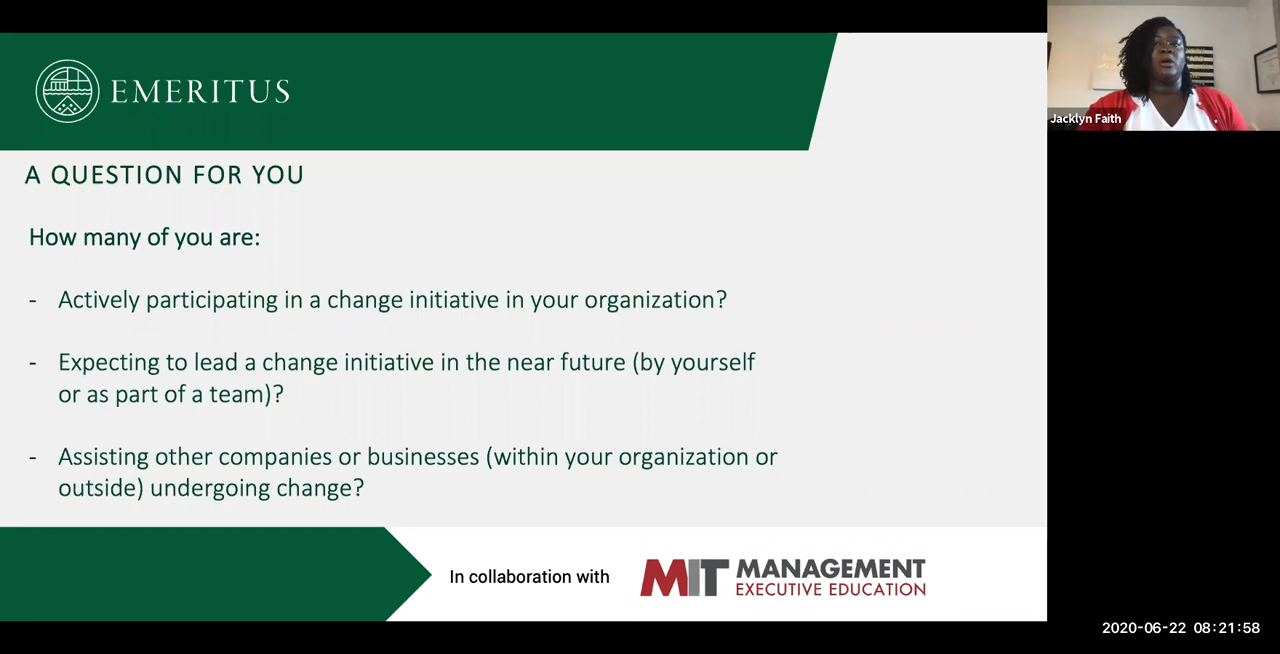 EMERITUS
Jacklyn Faith
A QUESTION FOR YOU
How many of you are:
- Actively participating in a change initiative in your organization?
- Expecting to lead a change initiative in the near future (by yourself
or as part of a team)?
- Assisting other companies or businesses (within your organization or
outside) undergoing change?
In collaboration with
MIT MANAGEMENT
EXECUTIVE EDUCATION
2020-06-22 08:21:58